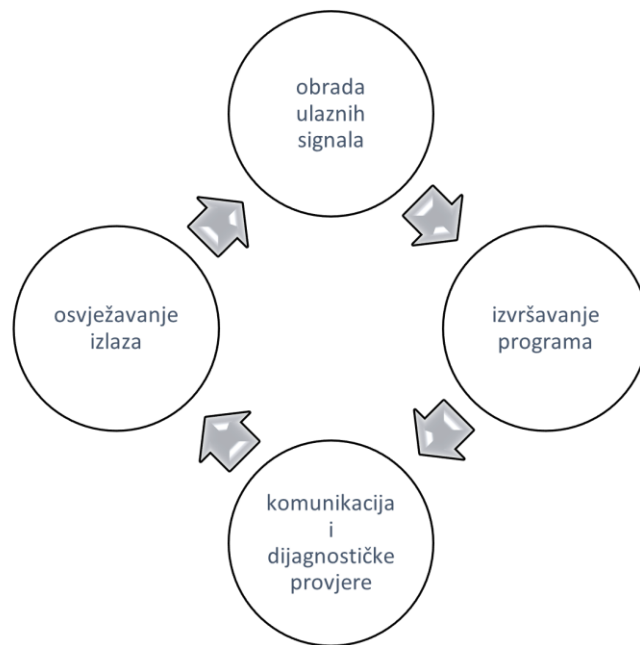 obrada
ulaznih
signala
osvježavanje
izlaza
izvršavanje
programa
komunikacija
i
dijagnostičke
provjere